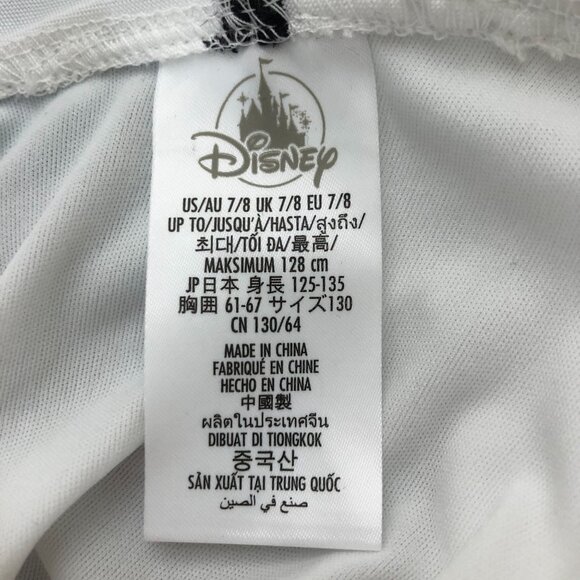 Disney
US/AU 7/8 UK 7/8 EU 7/8
UP TO/JUSQU'À/HASTA/สูงถึง/
최대/TỐI ĐA/最高/
MAKSIMUM 128 cm
JP日本 身長 125-135
胸囲 61-67 サイズ130
CN 130/64
MADE IN CHINA
FABRIQUÉ EN CHINE
HECHO EN CHINA
中國製
ผลิตในประเทศจีน
DIBUAT DI TIONGKOK
중국산
SẢN XUẤT TẠI TRUNG QUỐC
صنع في الصين